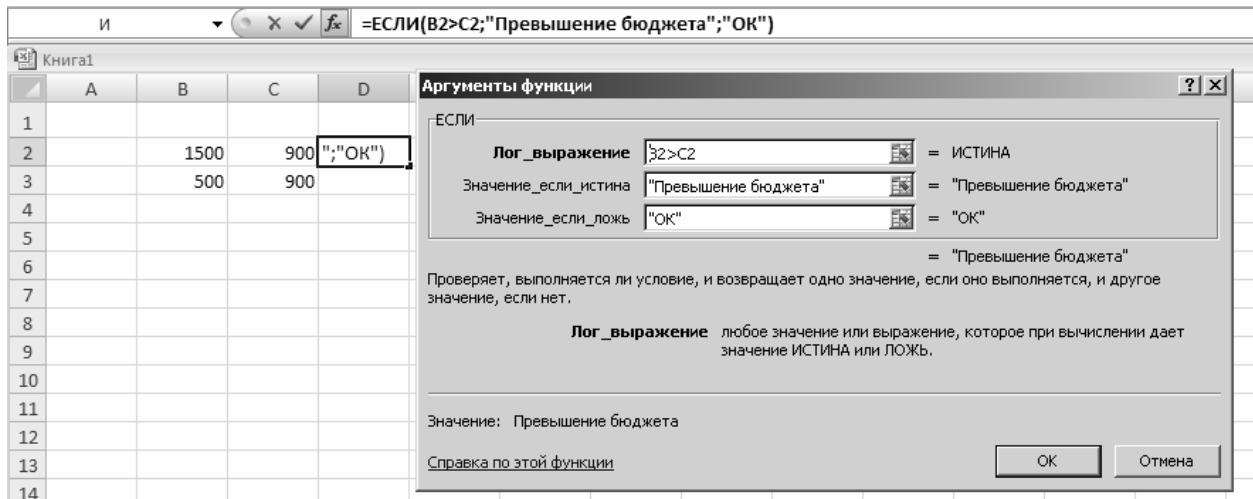 И =ЕСЛИ(B2>C2;"Превышение бюджета";"ОК")
Книга1
A B C D
Аргументы функции
1
ЕСЛИ
2 1500 900 ";"ОК")
Лог_выражение B2>C2 = ИСТИНА
3 500 900
Значение_если_истина "Превышение бюджета" = "Превышение бюджета"
4
Значение_если_ложь "ОК" = "ОК"
5
6
= "Превышение бюджета"
7
Проверяет, выполняется ли условие, и возвращает одно значение, если оно выполняется, и другое
значение, если нет.
8
Лог_выражение любое значение или выражение, которое при вычислении дает
9
значение ИСТИНА или ЛОЖЬ.
10
11
Значение: Превышение бюджета
12
13
Справка по этой функции ОК Отмена
14